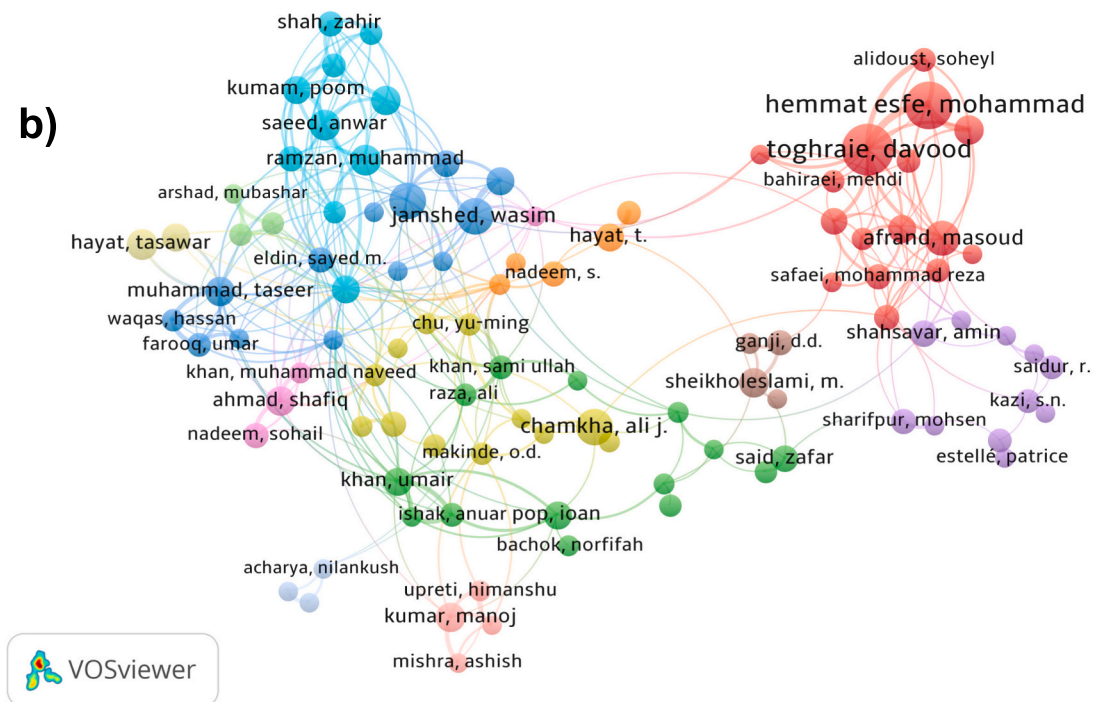 shah, zahir
alidoust, soheyl
kumam, poom
hemmat esfe, mohammad
b)
saeed, anwar
toghraie, davood
ramzan, muhammad
bahiraei, mehdi
arshad, mubashar
jamshed, wasim
hayat, tasawar
hayat, t.
afrand, masoud
eldin, sayed m.
nadeem, s.
safaei, mohammad reza
muhammad, taseer
waqas, hassan
chu, yu-ming
shahsavar, amin
farooq, umar
ganji, d.d.
khan, muhammad naveed
khan, sami ullah
saidur, r.
raza, ali
sheikholeslami, m.
ahmad, shafiq
kazi, s.n.
nadeem, sohail
chamkha, ali j.
sharifpur, mohsen
makinde, o.d.
said, zafar
estellé, patrice
khan, umair
ishak, anuar
pop, ioan
bachok, norfifah
acharya, nilankush
upreti, himanshu
kumar, manoj
mishra, ashish
VOSviewer